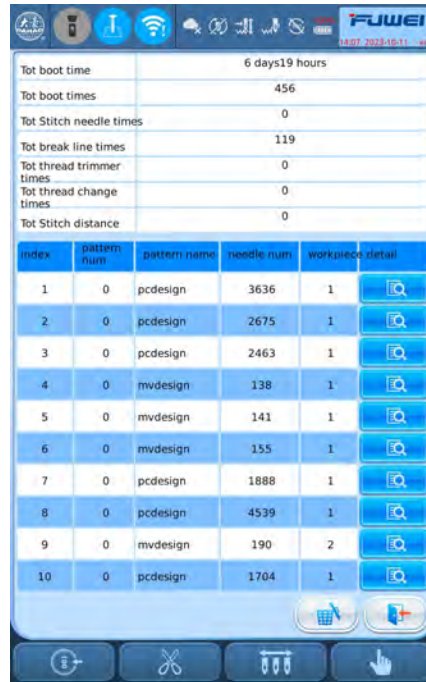 DAHAO
FUWEI
14:07 2023-10-11
Tot boot time 6 days19 hours
Tot boot times 456
Tot Stitch needle times 0
Tot break line times 119
Tot thread trimmer times 0
Tot thread change times 0
Tot Stitch distance 0
index pattern num pattern name needle num workpiece detail
1 0 pcdesign 3636 1
2 0 pcdesign 2675 1
3 0 pcdesign 2463 1
4 0 mvdesign 138 1
5 0 mvdesign 141 1
6 0 mvdesign 155 1
7 0 pcdesign 1888 1
8 0 pcdesign 4539 1
9 0 mvdesign 190 2
10 0 pcdesign 1704 1